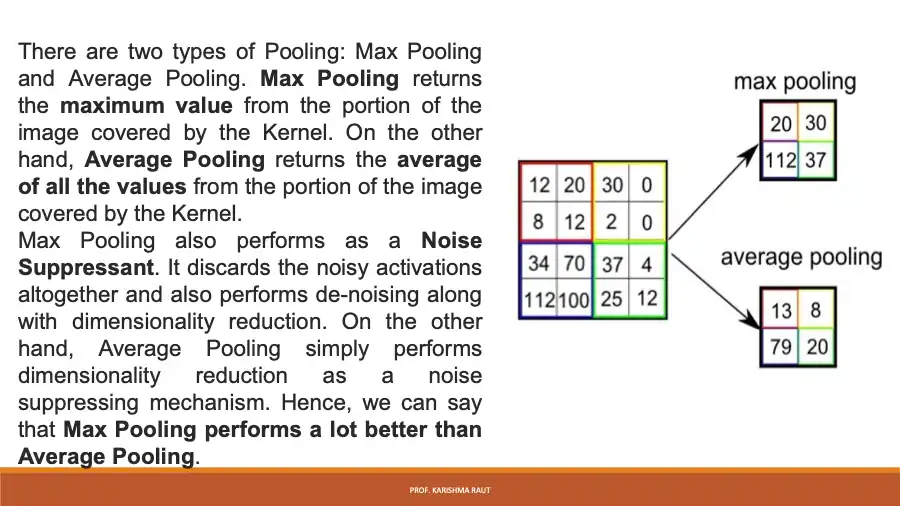 There are two types of Pooling: Max Pooling
and Average Pooling. Max Pooling returns
the maximum value from the portion of the
image covered by the Kernel. On the other
hand, Average Pooling returns the average
of all the values from the portion of the image
covered by the Kernel.
Max Pooling also performs as a Noise
Suppressant. It discards the noisy activations
altogether and also performs de-noising along
with dimensionality reduction. On the other
hand, Average Pooling simply performs
dimensionality reduction as a noise
suppressing mechanism. Hence, we can say
that Max Pooling performs a lot better than
Average Pooling.
12 20 30 0
8 12 2 0
34 70 37 4
112 100 25 12
max pooling
20 30
112 37
average pooling
13 8
79 20
PROF. KARISHMA RAUT